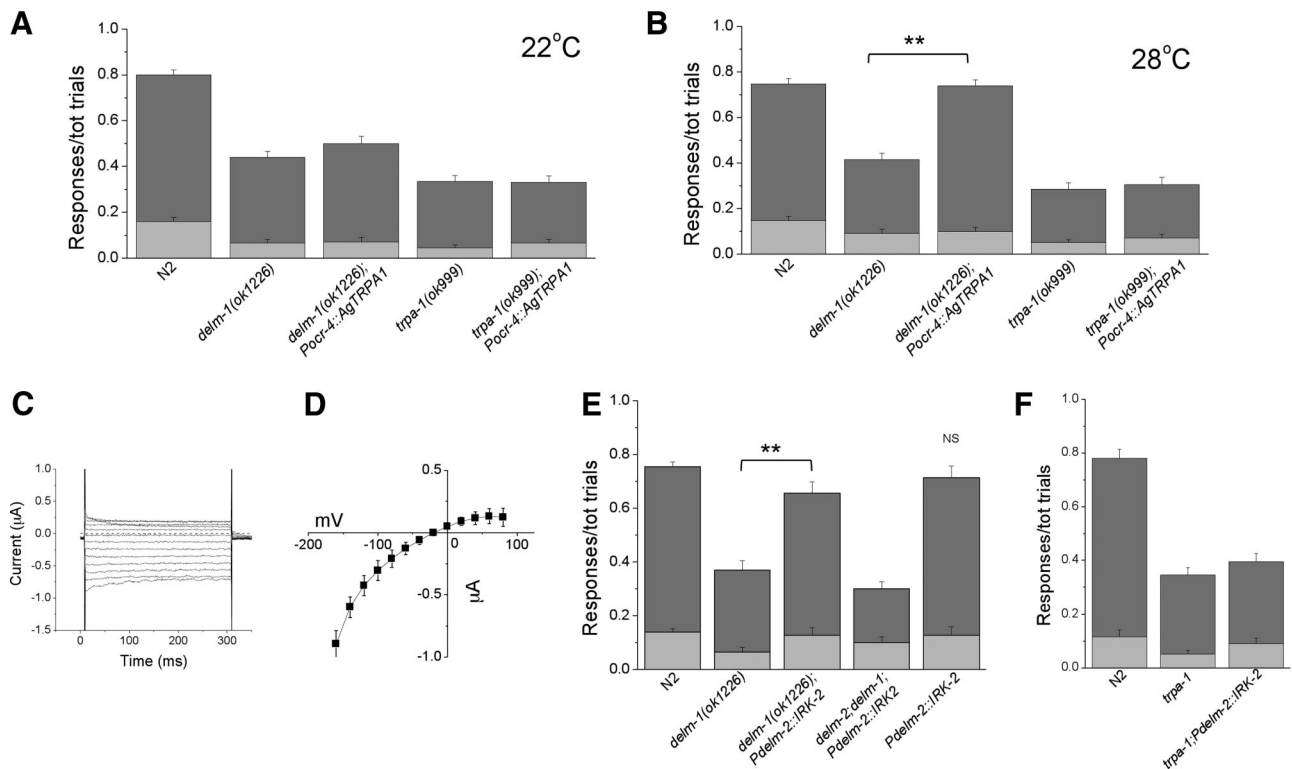 A
22°C
Responses/tot trials
1.0
0.8
0.6
0.4
0.2
0.0
N2
delm-1(ok1226)
delm-1(ok1226);
Pocr-4::AgTRPA1
trpa-1(ok999)
trpa-1(ok999);
Pocr-4::AgTRPA1
B
28°C
**
Responses/tot trials
1.0
0.8
0.6
0.4
0.2
0.0
N2
delm-1(ok1226)
delm-1(ok1226);
Pocr-4::AgTRPA1
trpa-1(ok999)
trpa-1(ok999);
Pocr-4::AgTRPA1
C
Current (µA)
1.0
0.5
0.0
-0.5
-1.0
-1.5
0
100
200
300
Time (ms)
D
0.5
mV
-200
-100
0
100
-0.5
µA
-1.0
E
NS
**
Responses/tot trials
1.0
0.8
0.6
0.4
0.2
0.0
N2
delm-1(ok1226)
delm-1(ok1226);
Pdelm-2::IRK-2
delm-2;delm-1;
Pdelm-2::IRK2
Pdelm-2::IRK-2
F
Responses/tot trials
1.0
0.8
0.6
0.4
0.2
0.0
N2
trpa-1
trpa-1;Pdelm-2::IRK-2